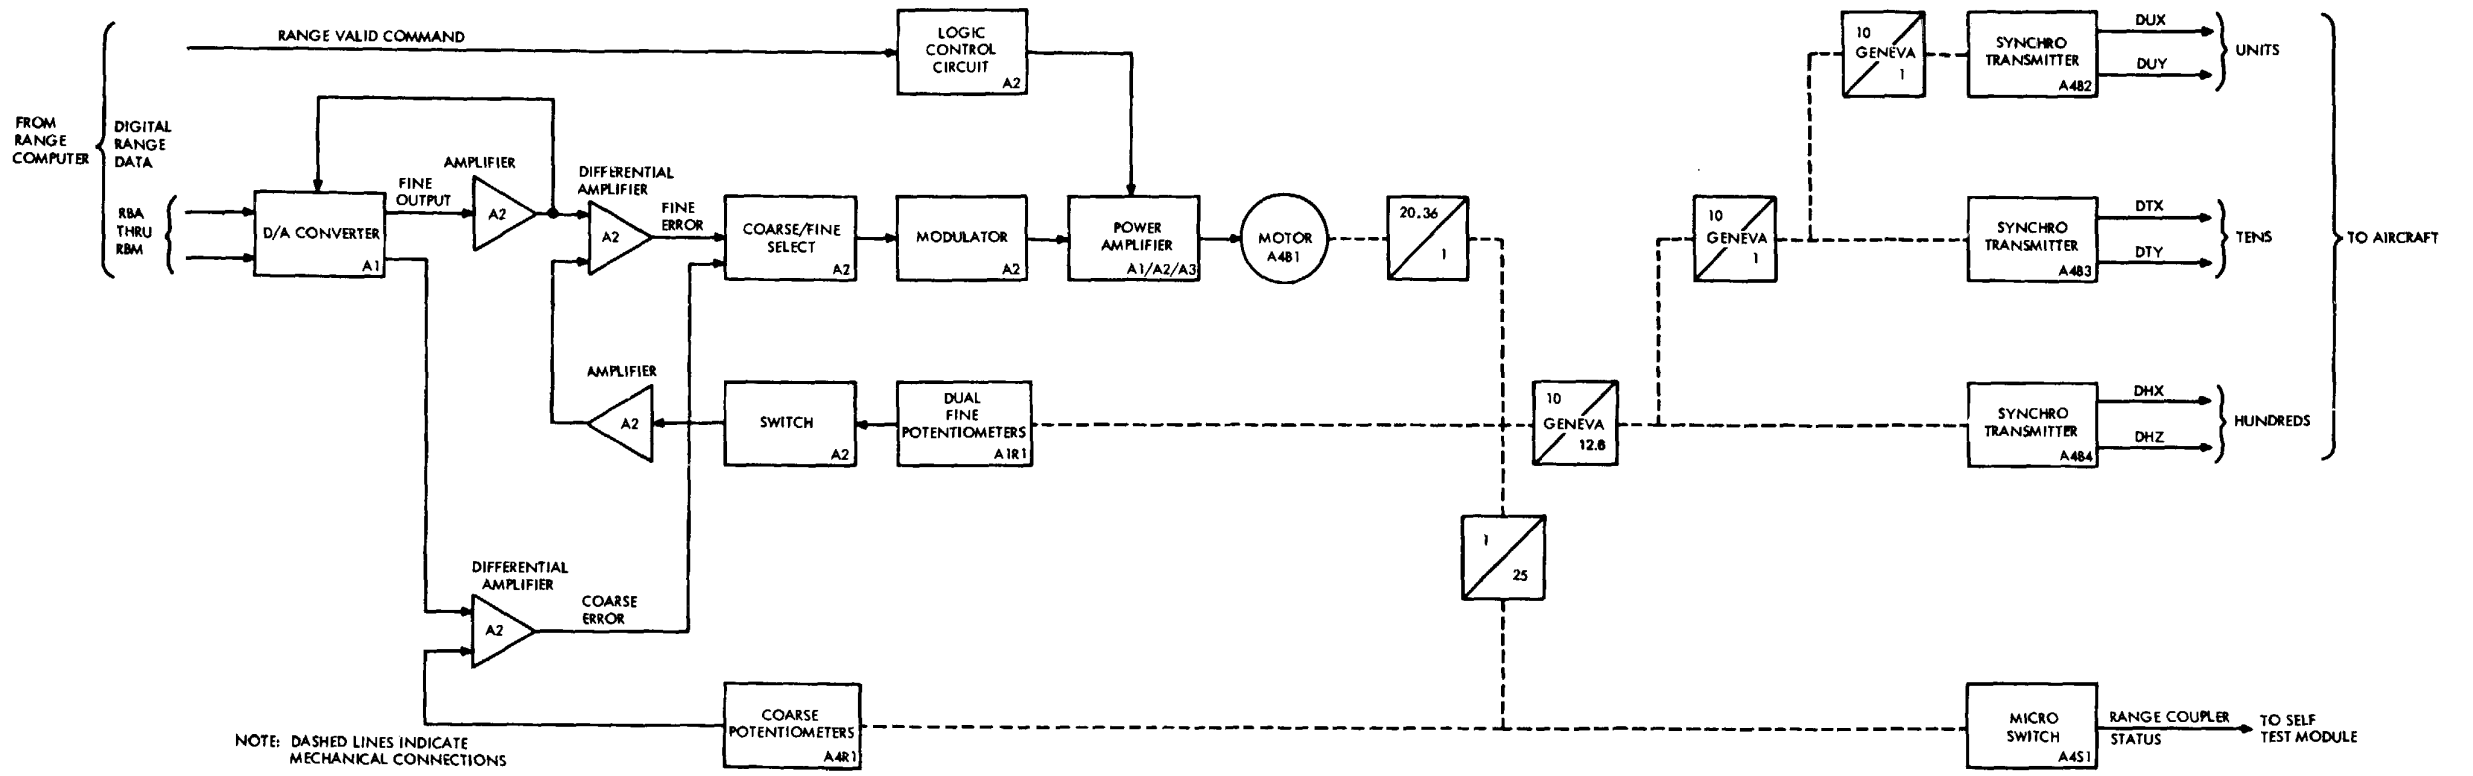 FROM
RANGE
COMPUTER
RANGE VALID COMMAND
DIGITAL
RANGE
DATA
RBA
THRU
RBM
D/A CONVERTER
A1
FINE
OUTPUT
AMPLIFIER
A2
DIFFERENTIAL
AMPLIFIER
A2
FINE
ERROR
COARSE/FINE
SELECT
A2
MODULATOR
A2
LOGIC
CONTROL
CIRCUIT
A2
POWER
AMPLIFIER
A1/A2/A3
MOTOR
A4B1
20.36
1
10
GENEVA
1
SYNCHRO
TRANSMITTER
A4B2
DUX
DUY
UNITS
10
GENEVA
1
SYNCHRO
TRANSMITTER
A4B3
DTX
DTY
TENS
TO AIRCRAFT
AMPLIFIER
A2
SWITCH
A2
DUAL
FINE
POTENTIOMETERS
A1R1
10
GENEVA
12.8
SYNCHRO
TRANSMITTER
A4B4
DHX
DHZ
HUNDREDS
1
25
DIFFERENTIAL
AMPLIFIER
A2
COARSE
ERROR
COARSE
POTENTIOMETERS
A4R1
MICRO
SWITCH
A4S1
RANGE COUPLER
STATUS
TO SELF
TEST MODULE
NOTE: DASHED LINES INDICATE
MECHANICAL CONNECTIONS